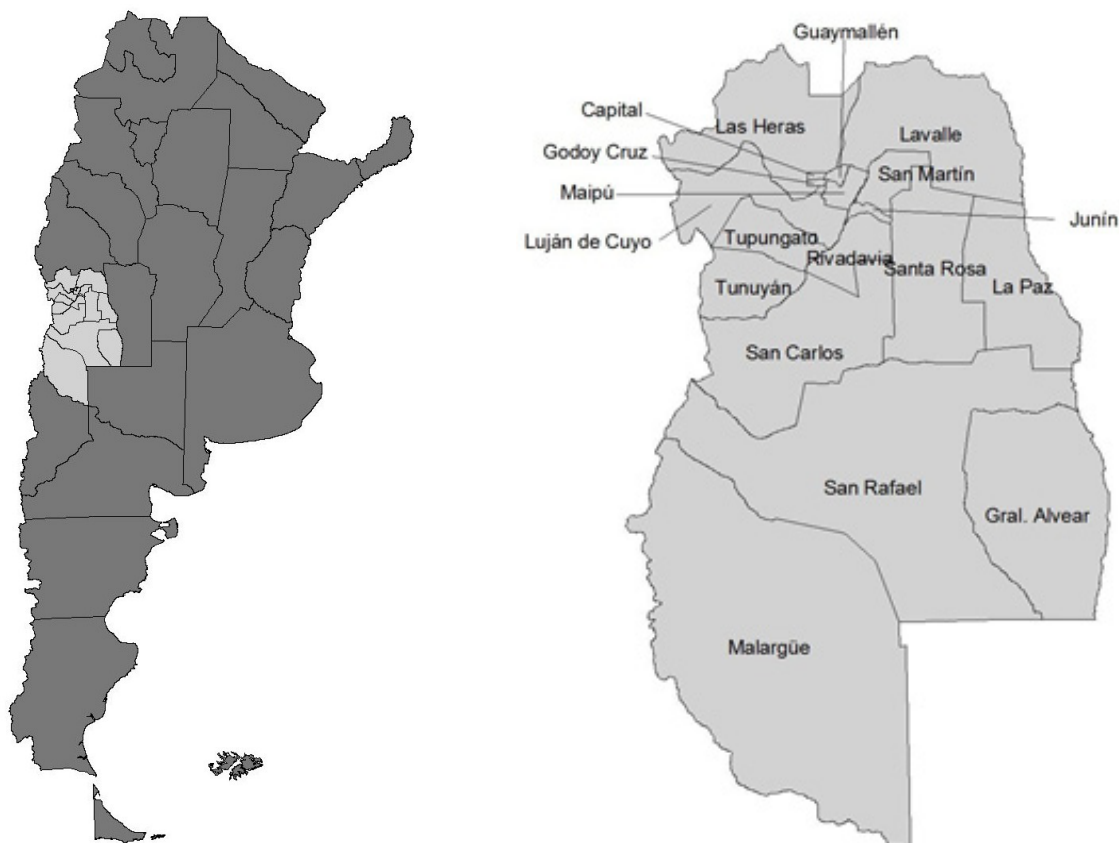 Guaymallén
Capital
Las Heras
Lavalle
Godoy Cruz
San Martín
Maipú
Junín
Luján de Cuyo
Tupungato
Rivadavia
Santa Rosa
Tunuyán
La Paz
San Carlos
San Rafael
Gral. Alvear
Malargüe